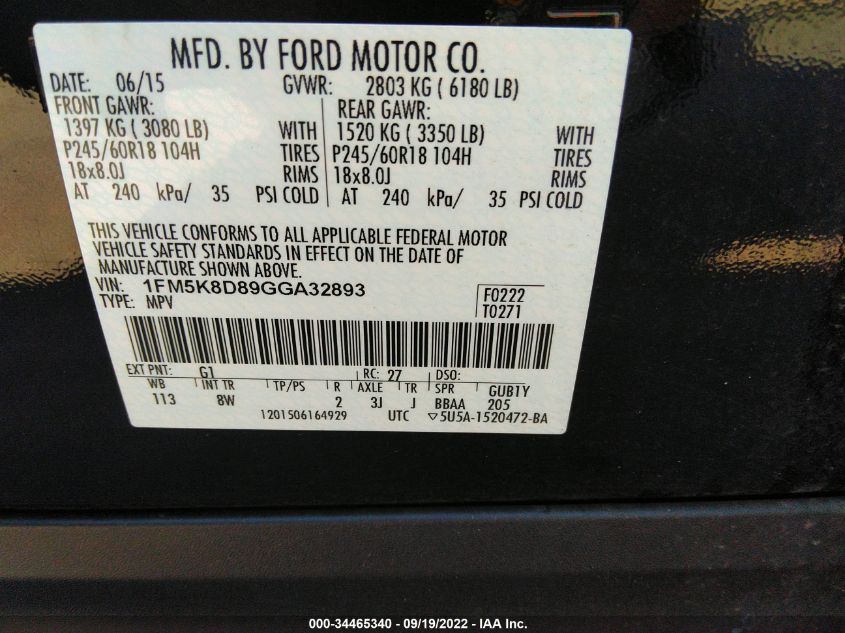 MFD. BY FORD MOTOR CO.
DATE: 06/15 GVWR: 2803 KG ( 6180 LB)
FRONT GAWR: REAR GAWR:
1397 KG ( 3080 LB) WITH 1520 KG ( 3350 LB) WITH
P245/60R18 104H TIRES P245/60R18 104H TIRES
18x8.0J RIMS 18x8.0J RIMS
AT 240 kPa/ 35 PSI COLD AT 240 kPa/ 35 PSI COLD
THIS VEHICLE CONFORMS TO ALL APPLICABLE FEDERAL MOTOR
VEHICLE SAFETY STANDARDS IN EFFECT ON THE DATE OF
MANUFACTURE SHOWN ABOVE.
VIN: 1FM5K8D89GGA32893 F0222
TYPE: MPV T0271
EXT PNT: G1 RC: 27 DSO:
WB INT TR TP/PS R AXLE TR SPR GUB1Y
113 8W 2 3J J BBAA 205
1201506164929 UTC ▽5U5A-1520472-BA
000-34465340 - 09/19/2022 - IAA Inc.